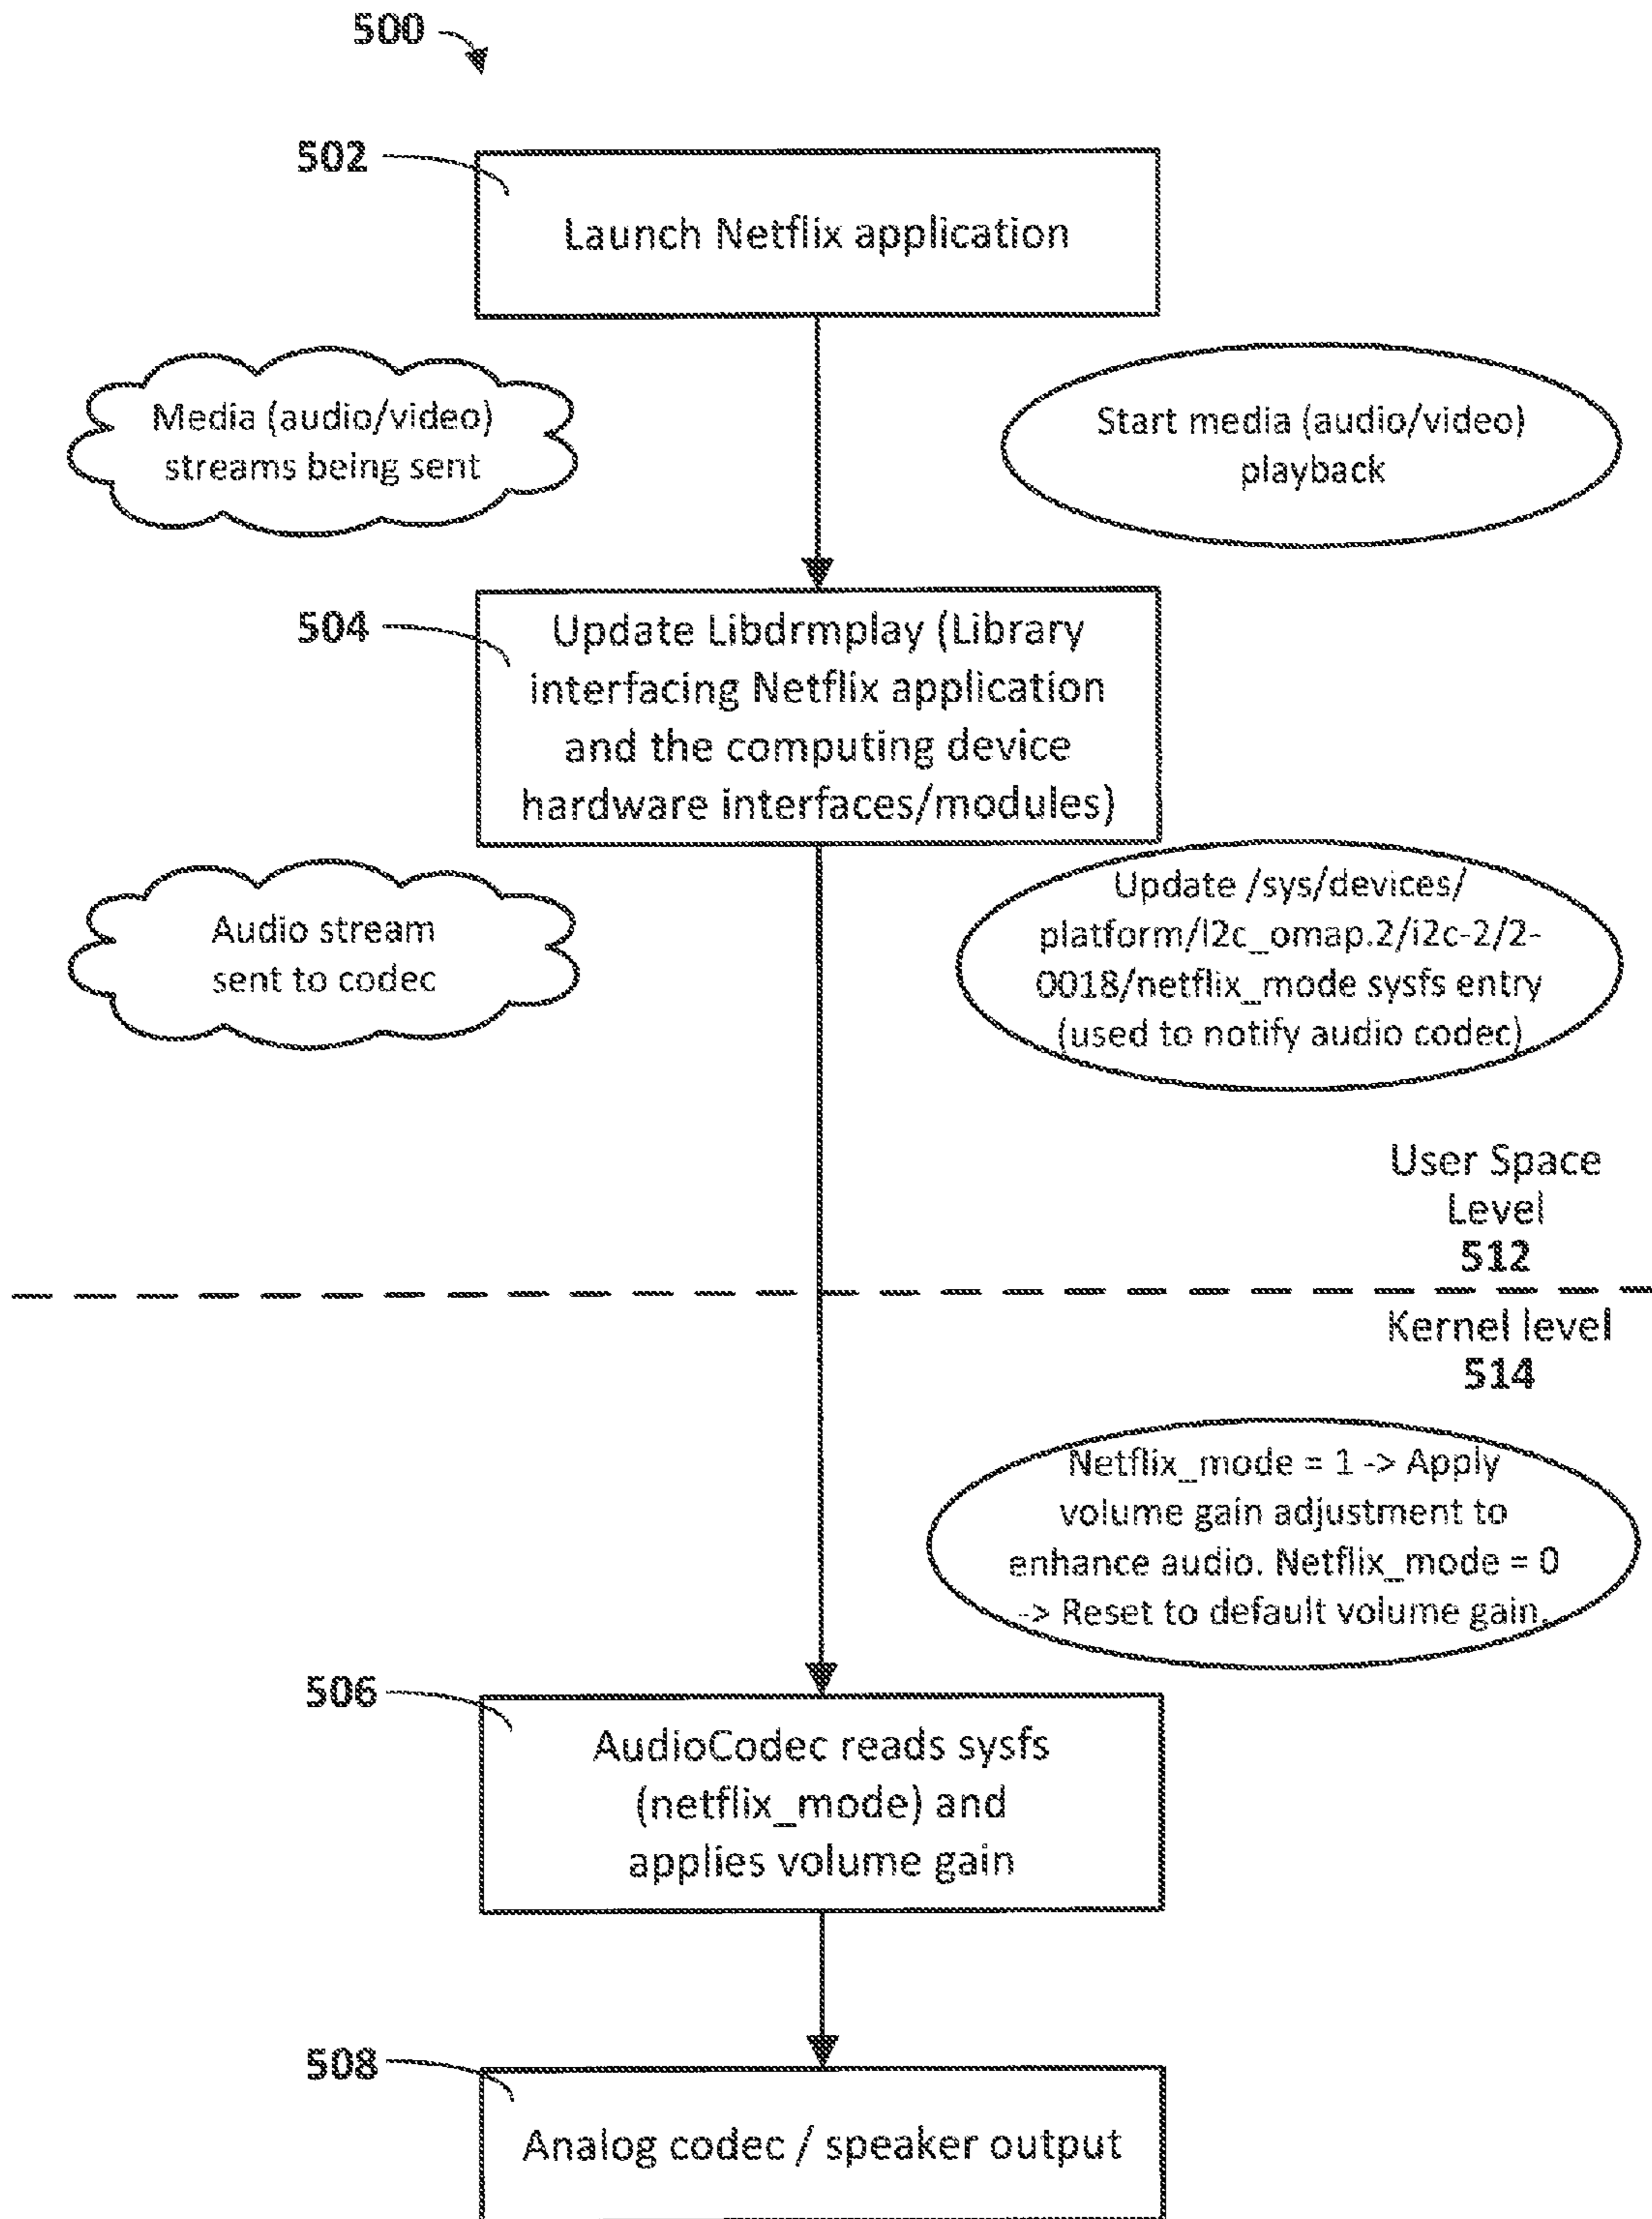 500
502
Launch Netflix application
Media (audio/video)
streams being sent
Start media (audio/video)
playback
504
Update Libdrmplay (Library
interfacing Netflix application
and the computing device
hardware interfaces/modules)
Audio stream
sent to codec
Update /sys/devices/
platform/I2c_omap.2/i2c-2/2-
0018/netflix_mode sysfs entry
(used to notify audio codec)
User Space
Level
512
Kernel level
514
Netflix_mode = 1 -> Apply
volume gain adjustment to
enhance audio. Netflix_mode = 0
-> Reset to default volume gain.
506
AudioCodec reads sysfs
(netflix_mode) and
applies volume gain
508
Analog codec / speaker output